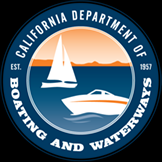 CALIFORNIA DEPARTMENT OF
EST. 1957
BOATING AND WATERWAYS